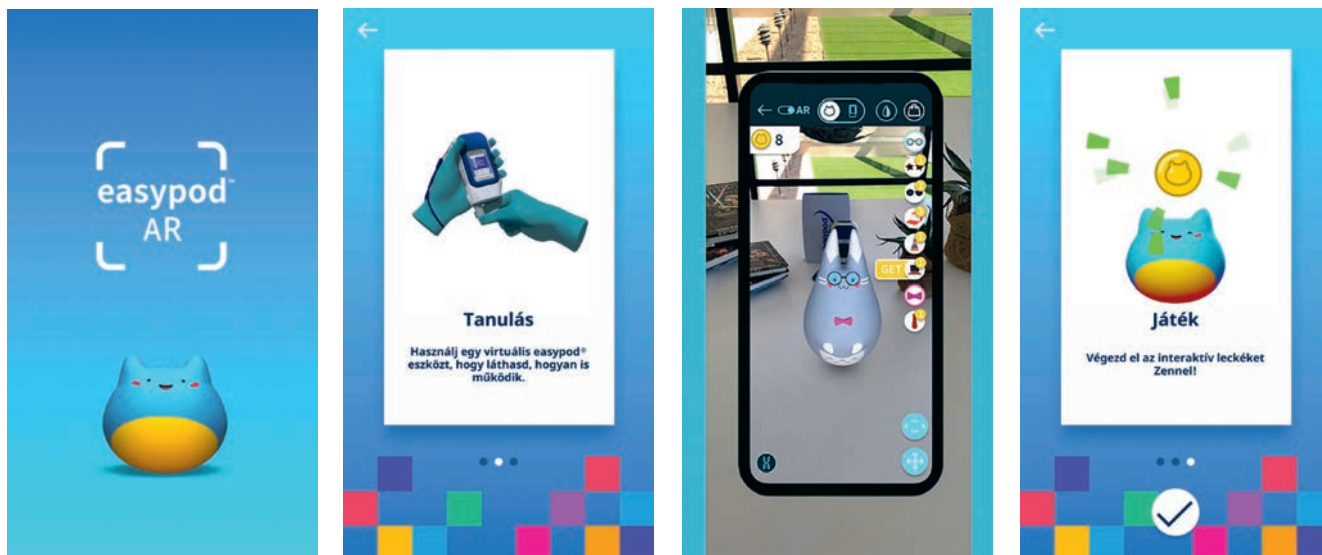 easypod™
AR
Tanulás
Használj egy virtuális easypod®
eszközt, hogy láthasd, hogyan is
működik.
AR
8
GET
Játék
Végezd el az interaktív leckéket
Zennel!